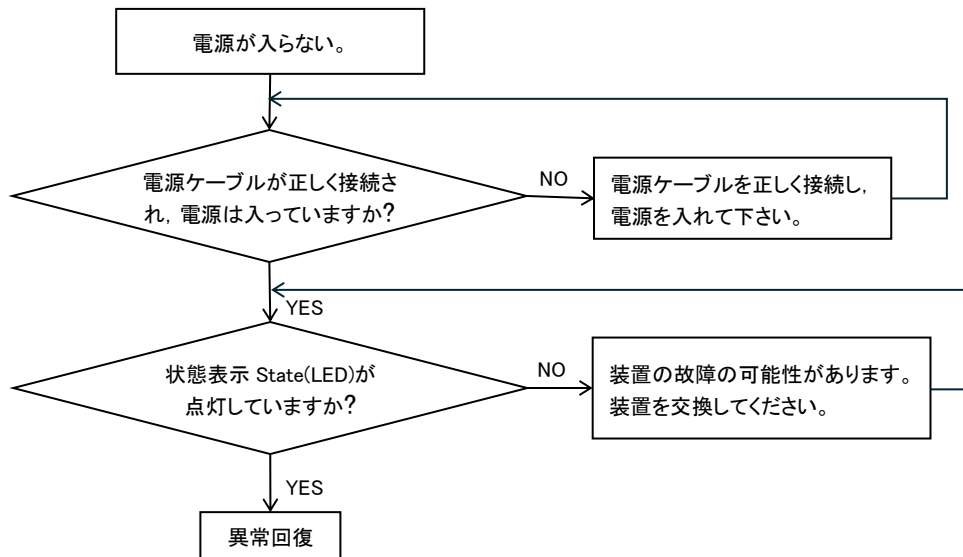 電源が入らない。
電源ケーブルが正しく接続さ
れ，電源は入っていますか？
NO
電源ケーブルを正しく接続し，
電源を入れて下さい。
YES
状態表示 State(LED)が
点灯していますか？
NO
装置の故障の可能性があります。
装置を交換してください。
YES
異常回復